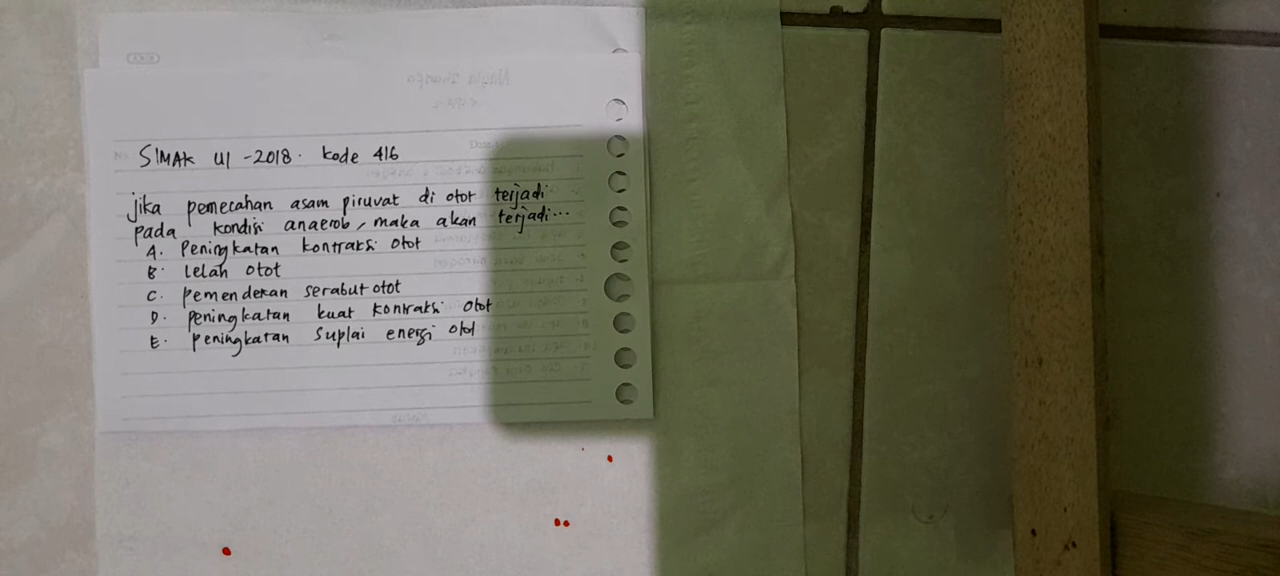 SIMAK UI -2018. kode 416
jika pemecahan asam piruvat di otot terjadi
pada kondisi anaerob, maka akan terjadi...
A. Peningkatan kontraksi otot
B. lelah otot
C. pemendekan serabut otot
D. peningkatan kuat kontraksi otot
E. peningkatan suplai energi otot